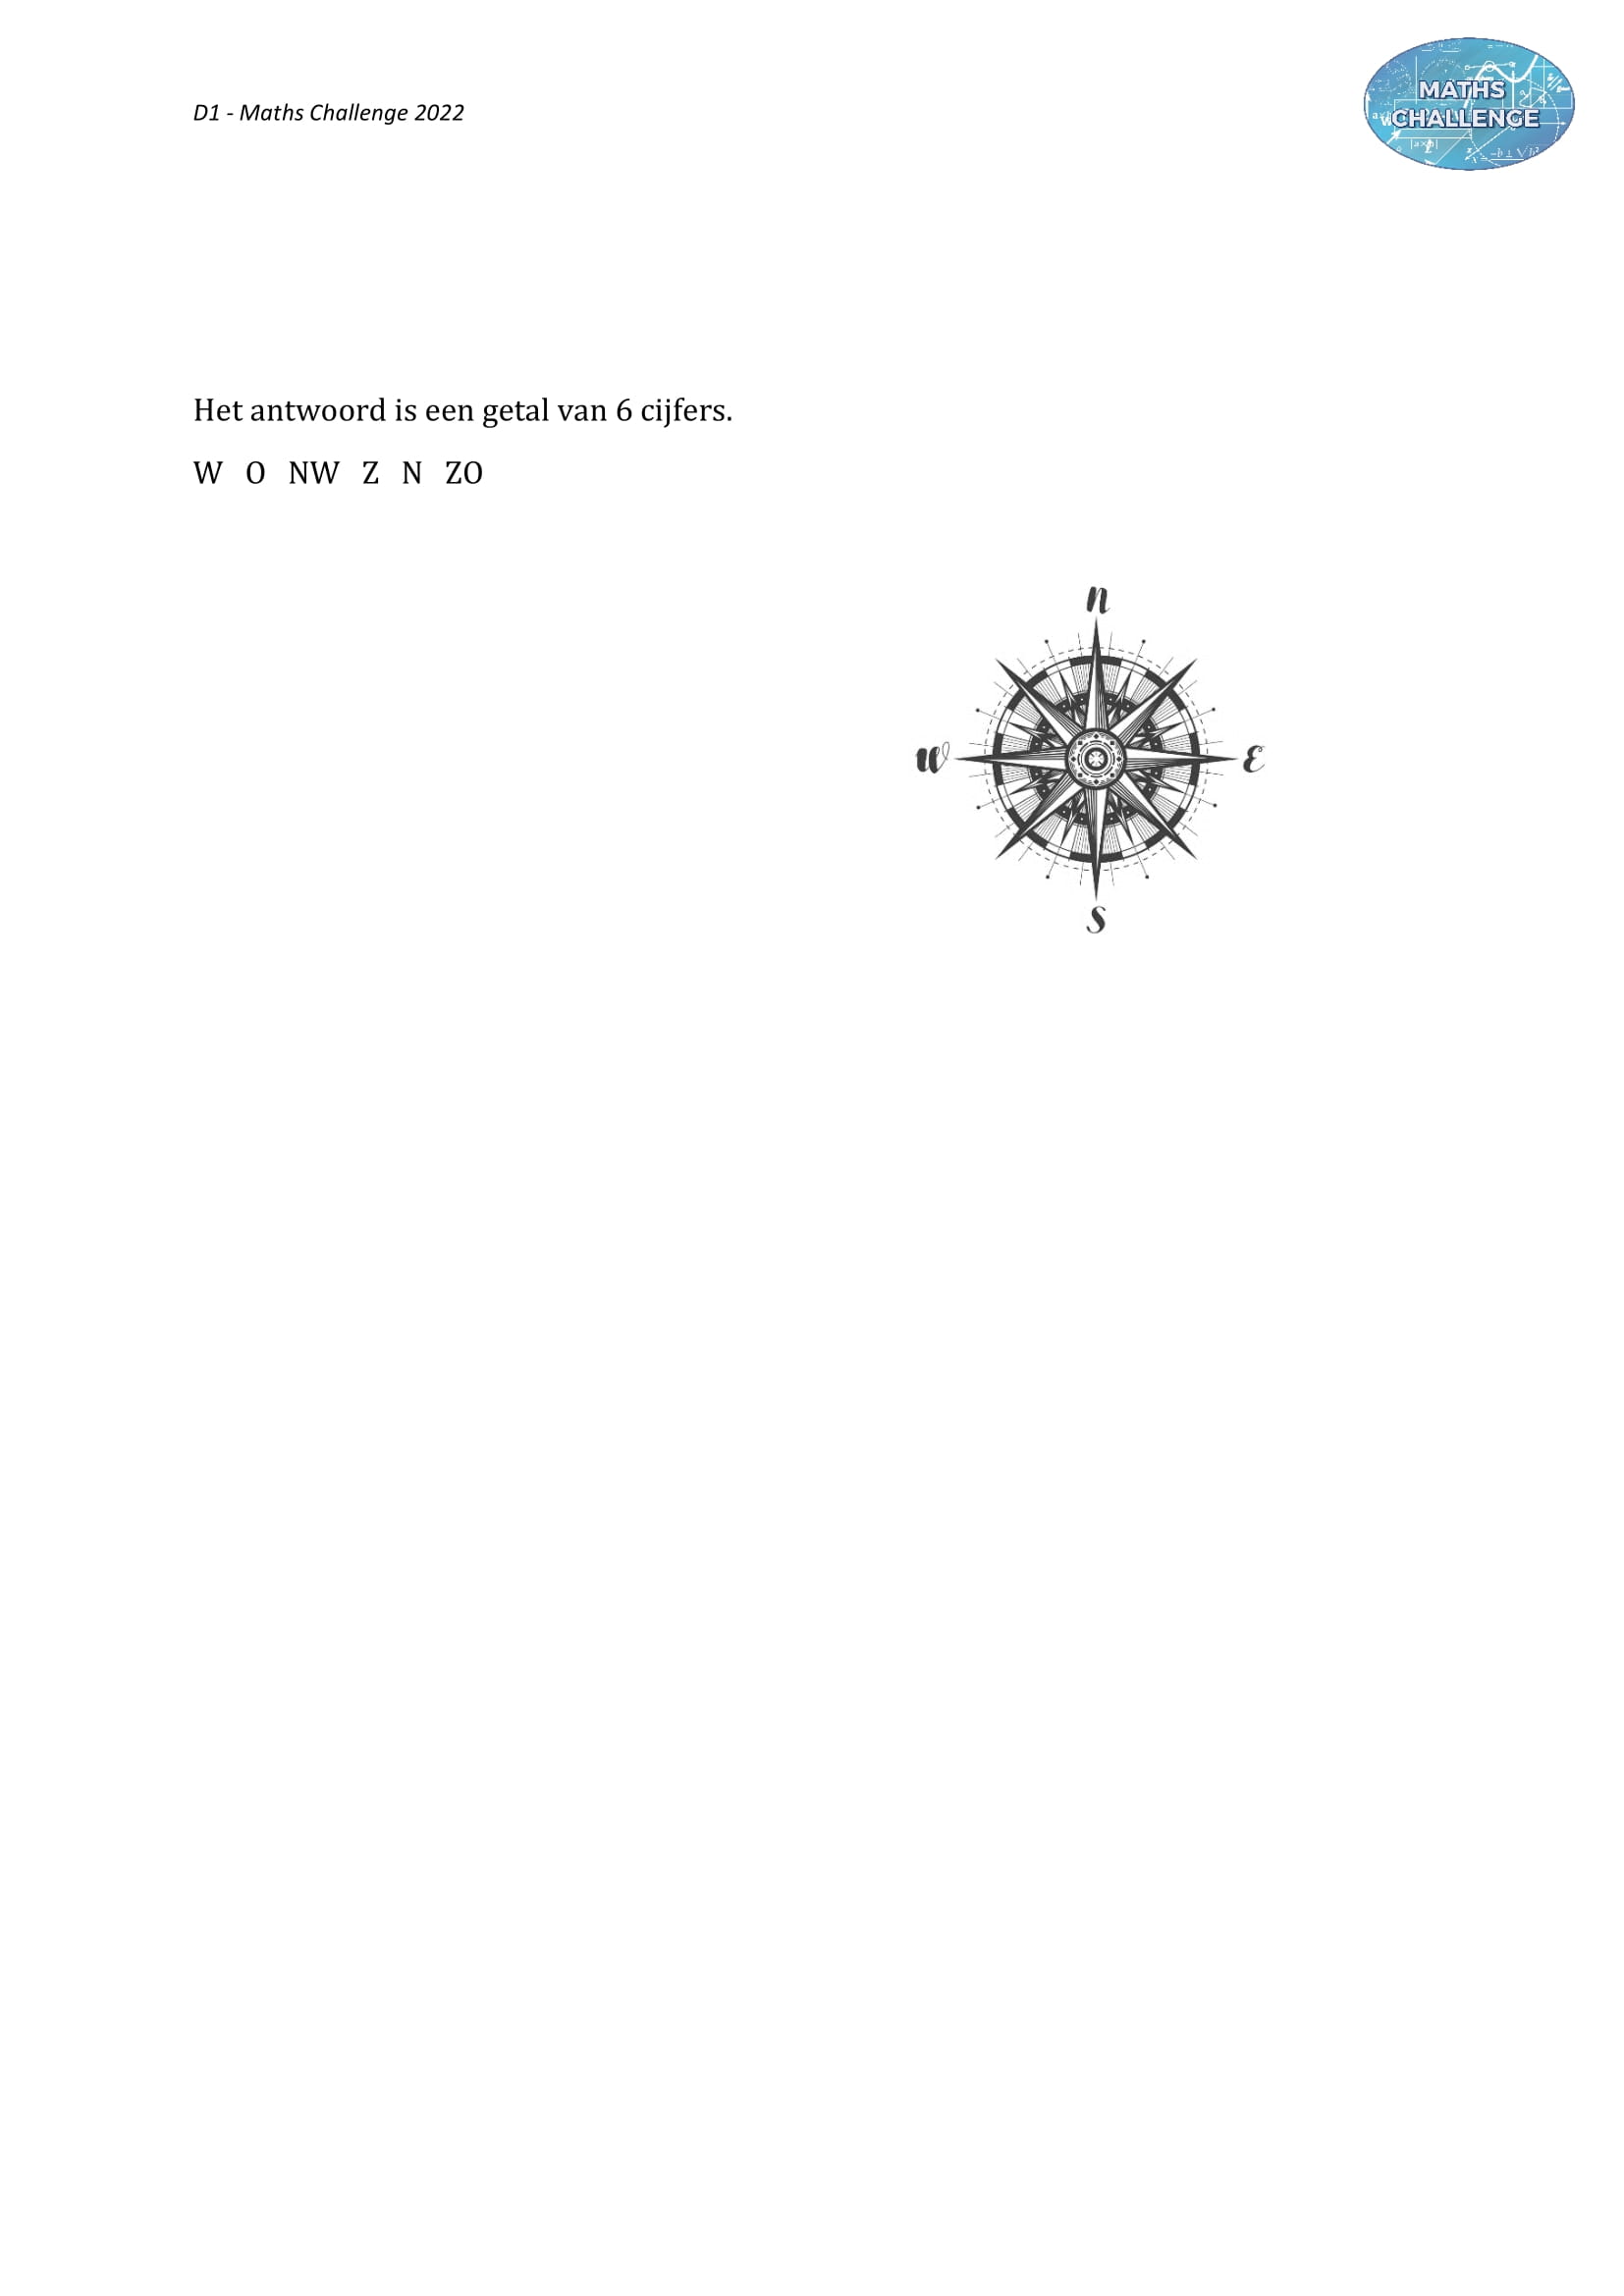 D1 - Maths Challenge 2022
MATHS
CHALLENGE
Het antwoord is een getal van 6 cijfers.
W O NW Z N ZO
n
w ε
s